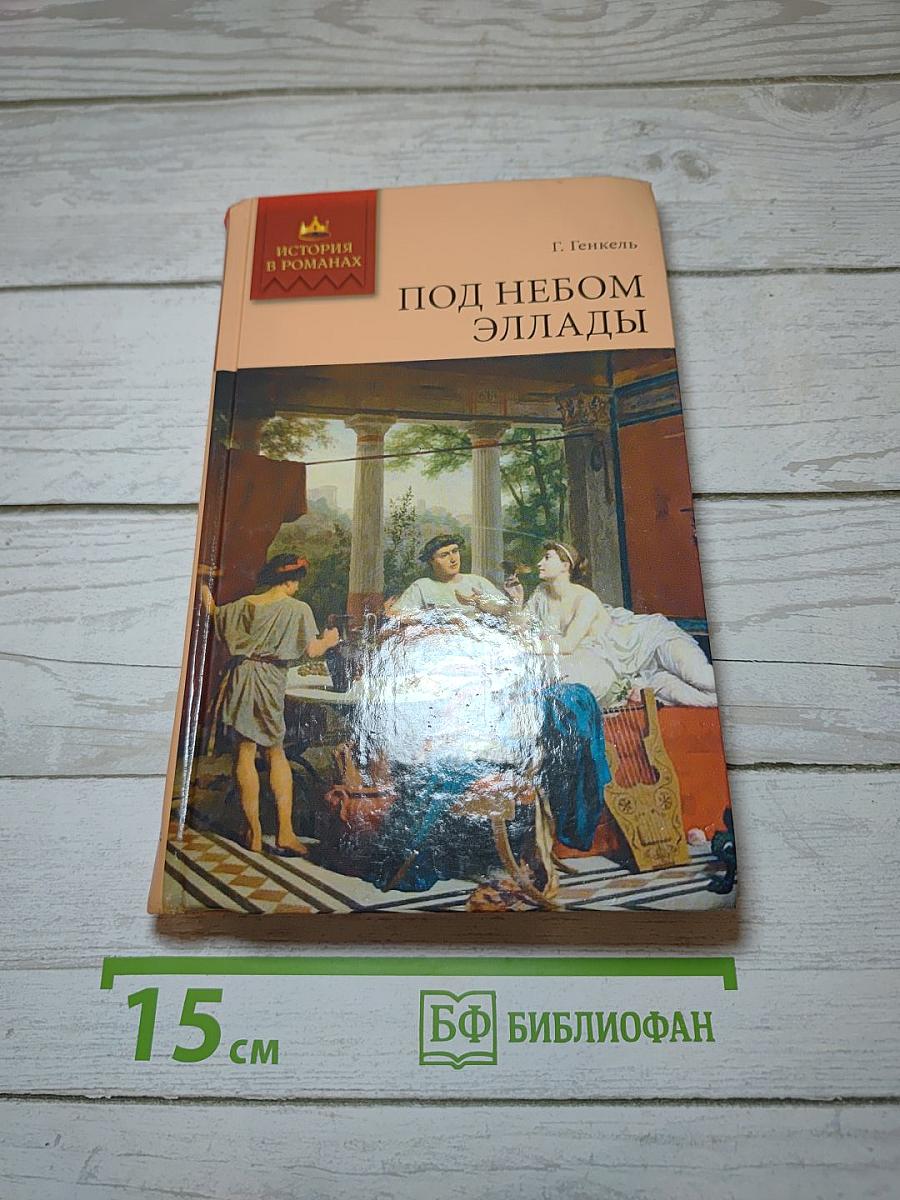 ИСТОРИЯ
В РОМАНАХ
Г. Генкель
ПОД НЕБОМ
ЭЛЛАДЫ
15 см
БФ БИБЛИОФАН